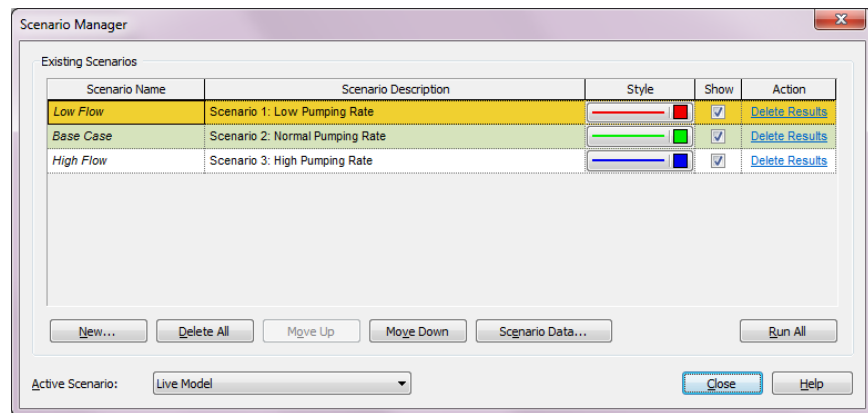 Scenario Manager
Existing Scenarios
Scenario Name Scenario Description Style Show Action
Low Flow Scenario 1: Low Pumping Rate Delete Results
Base Case Scenario 2: Normal Pumping Rate Delete Results
High Flow Scenario 3: High Pumping Rate Delete Results
New... Delete All Move Up Move Down Scenario Data... Run All
Active Scenario: Live Model Close Help